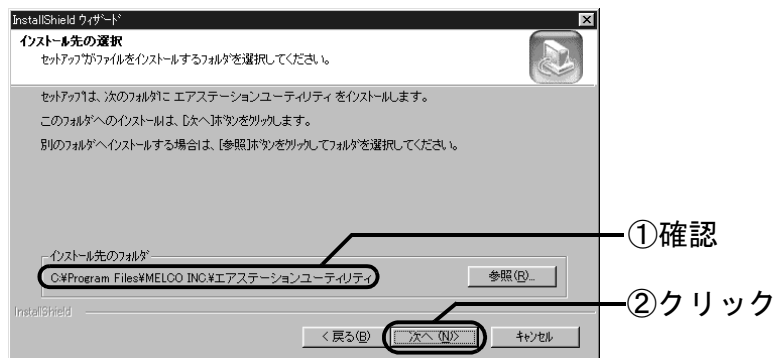 InstallShield ウィザード
インストール先の選択
セットアップがファイルをインストールするフォルダを選択してください。
セットアップは、次のフォルダに エアステーションユーティリティ をインストールします。
このフォルダへのインストールは、[次へ]ボタンをクリックします。
別のフォルダへインストールする場合は、[参照]ボタンをクリックしてフォルダを選択してください。
インストール先のフォルダ
C:¥Program Files¥MELCO INC¥エアステーションユーティリティ
参照(R)...
①確認
InstallShield
②クリック
< 戻る(B)
次へ (N)>
キャンセル